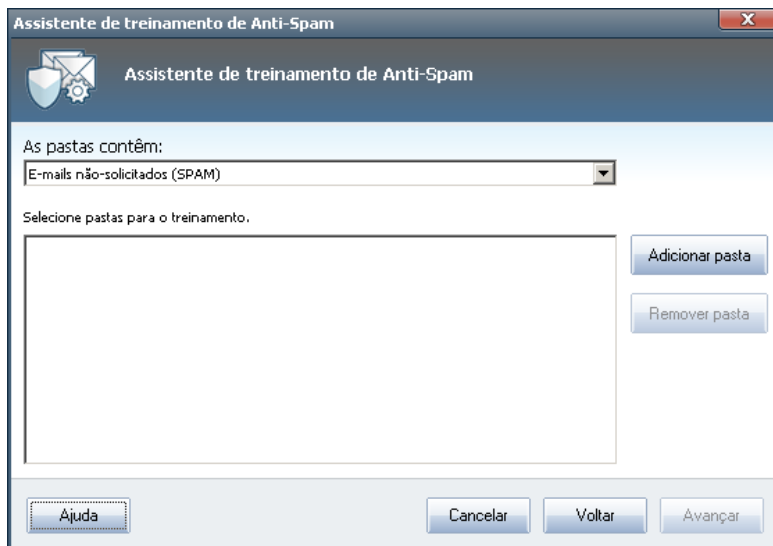 Assistente de treinamento de Anti-Spam
Assistente de treinamento de Anti-Spam
As pastas contêm:
E-mails não-solicitados (SPAM)
Selecione pastas para o treinamento.
Adicionar pasta
Remover pasta
Ajuda
Cancelar
Voltar
Avançar